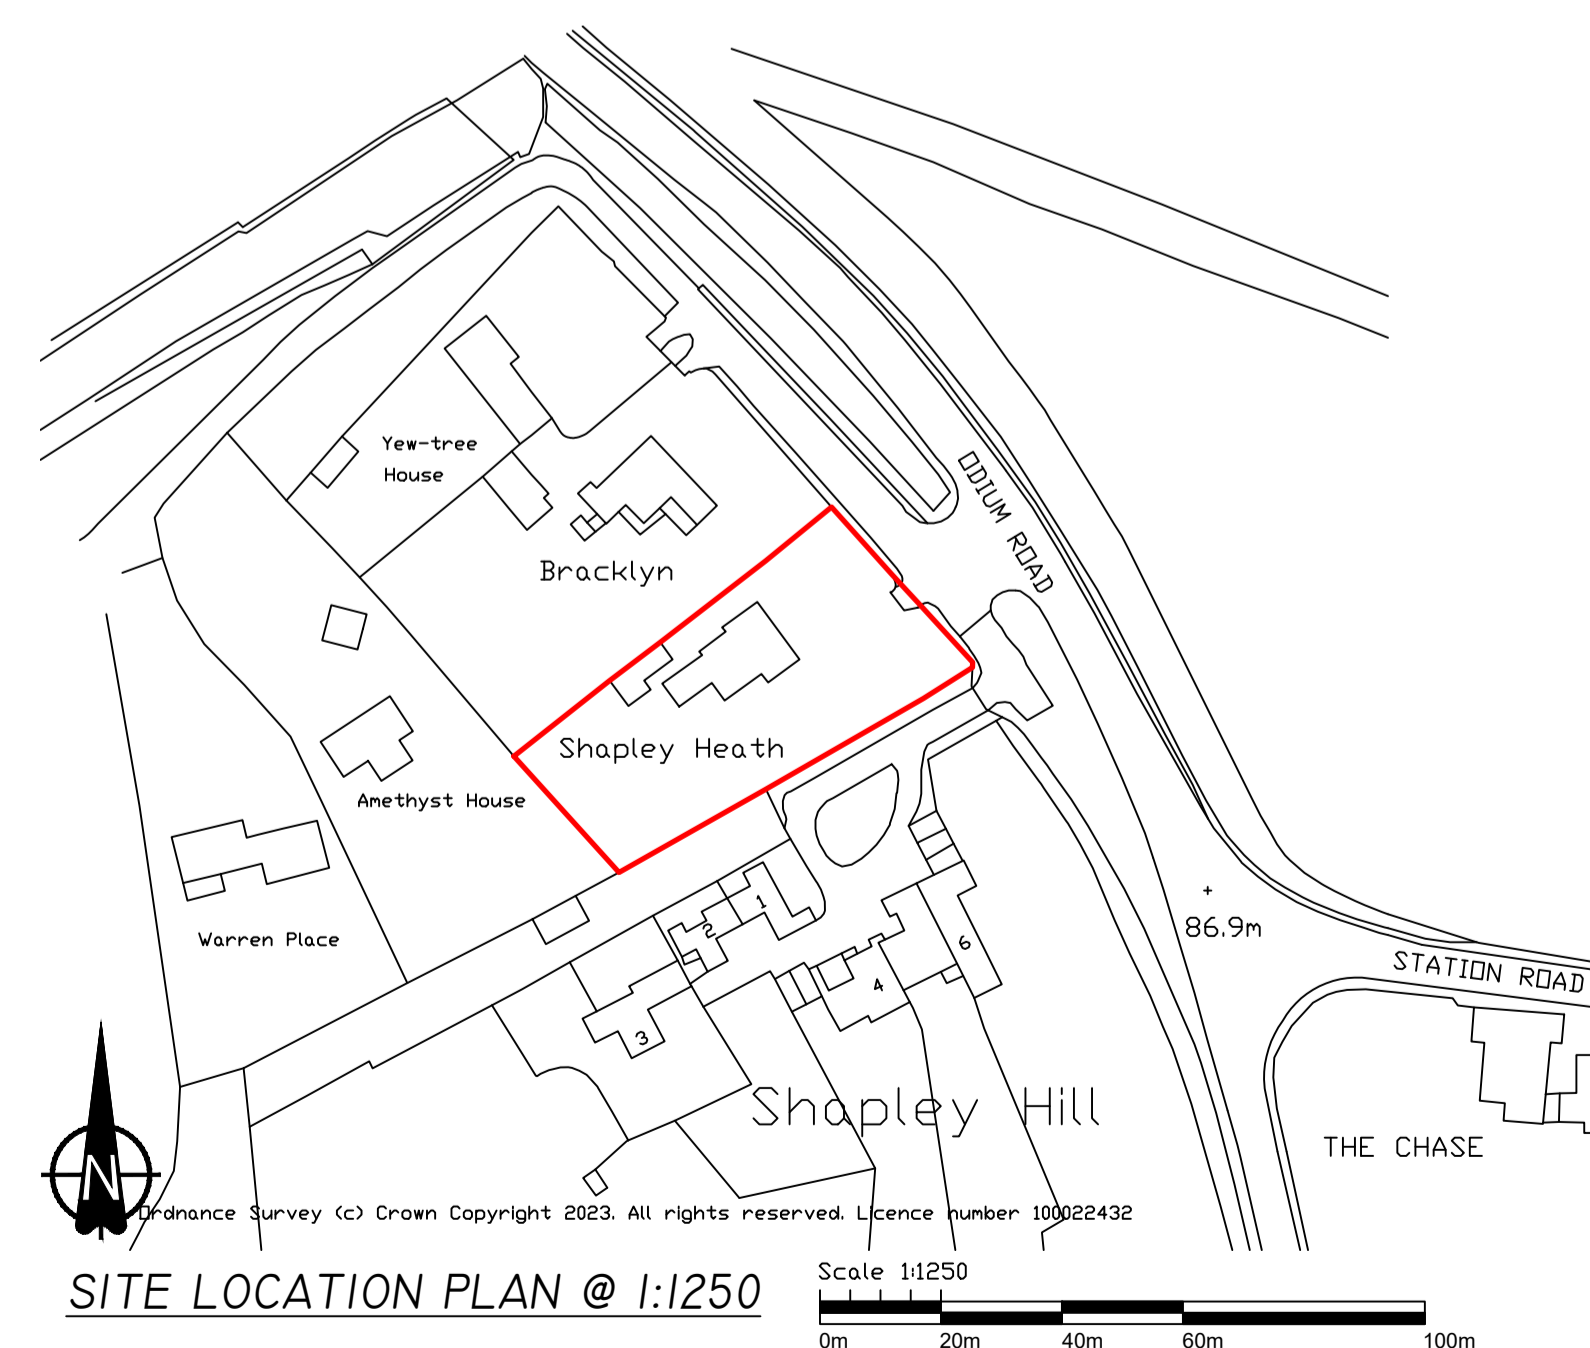 ODIUM ROAD
Yew-tree
House
Bracklyn
Shapley Heath
Amethyst House
Warren Place
1
2
3
4
6
86.9m
STATION ROAD
Shapley Hill
THE CHASE
N
Ordnance Survey (c) Crown Copyright 2023. All rights reserved. Licence number 100022432
SITE LOCATION PLAN @ 1:1250
Scale 1:1250
0m 20m 40m 60m 100m